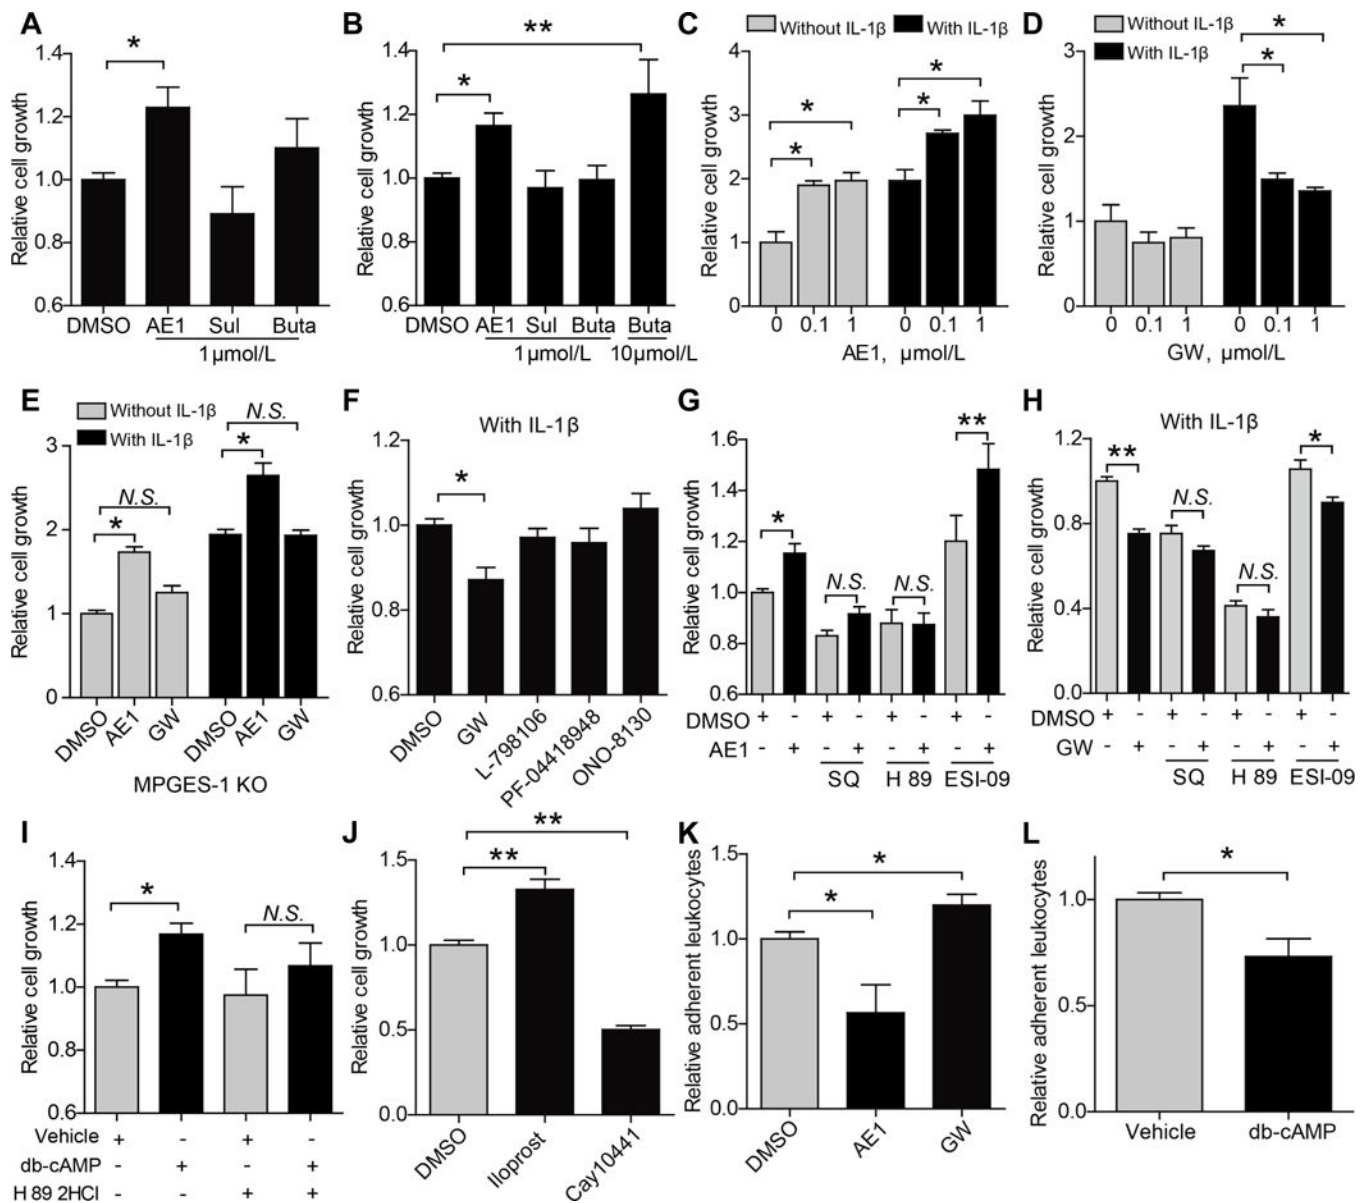 A
Relative cell growth
1.4
1.2
1.0
0.8
0.6
*
DMSO AE1 Sul Buta
1μmol/L
B
Relative cell growth
1.4
1.2
1.0
0.8
0.6
**
*
DMSO AE1 Sul Buta Buta
1μmol/L 10μmol/L
C
Without IL-1β With IL-1β
Relative cell growth
4
3
2
1
0
*
*
*
*
0 0.1 1 0 0.1 1
AE1, μmol/L
D
Without IL-1β
With IL-1β
Relative cell growth
3
2
1
0
*
*
0 0.1 1 0 0.1 1
GW, μmol/L
E
Without IL-1β
With IL-1β
Relative cell growth
3
2
1
0
N.S.
*
N.S.
*
DMSO AE1 GW DMSO AE1 GW
MPGES-1 KO
F
With IL-1β
Relative cell growth
1.2
1.0
0.8
0.6
*
DMSO GW L-798106 PF-04418948 ONO-8130
G
Relative cell growth
1.6
1.4
1.2
1.0
0.8
0.6
*
N.S.
N.S.
**
DMSO + - + - + - + -
AE1 - + - + - + - +
SQ H 89 ESI-09
H
With IL-1β
Relative cell growth
1.2
0.8
0.4
0.0
**
N.S.
N.S.
*
DMSO + - + - + - + -
GW - + - + - + - +
SQ H 89 ESI-09
I
Relative cell growth
1.4
1.2
1.0
0.8
0.6
*
N.S.
Vehicle + - + -
db-cAMP - + - +
H 89 2HCl - - + +
J
Relative cell growth
1.5
1.0
0.5
0.0
**
**
DMSO Iloprost Cay10441
K
Relative adherent leukocytes
1.5
1.0
0.5
0.0
*
*
DMSO AE1 GW
L
Relative adherent leukocytes
1.0
0.5
0.0
*
Vehicle db-cAMP